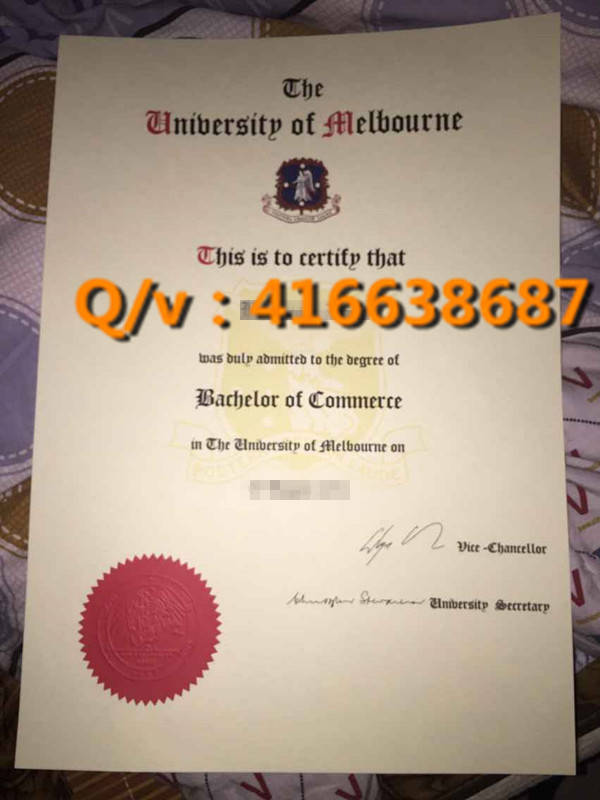 The
University of Melbourne
This is to certify that
Q/v：416638687
was duly admitted to the degree of
Bachelor of Commerce
in The University of Melbourne on
Vice-Chancellor
University Secretary